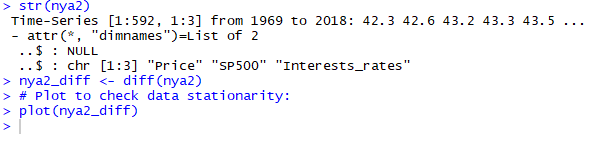 > str(nya2)
 Time-Series [1:592, 1:3] from 1969 to 2018: 42.3 42.6 43.2 43.3 43.5 ...
 - attr(*, "dimnames")=List of 2
  ..$ : NULL
  ..$ : chr [1:3] "Price" "SP500" "Interests_rates"
> nya2_diff <- diff(nya2)
> # Plot to check data stationarity:
> plot(nya2_diff)
>